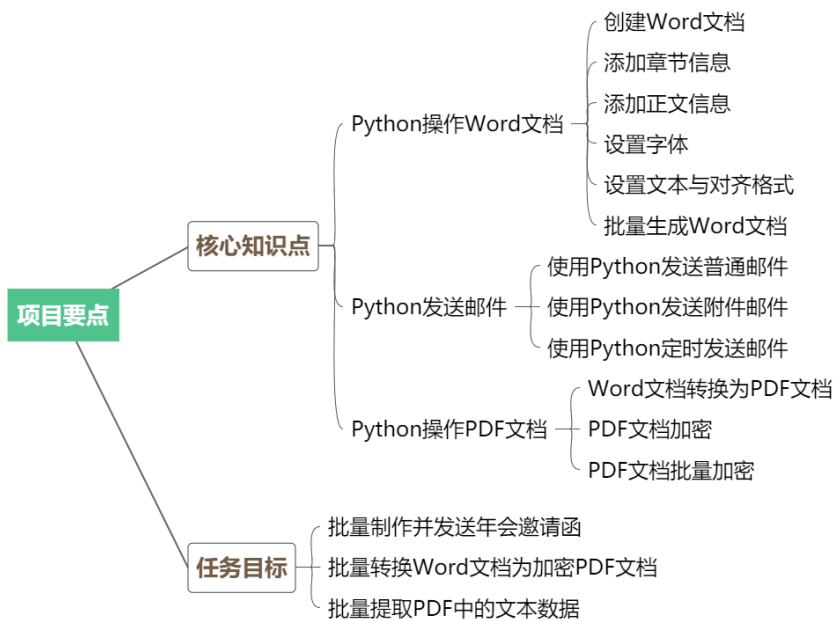 项目要点
核心知识点
Python操作Word文档
创建Word文档
添加章节信息
添加正文信息
设置字体
设置文本与对齐格式
批量生成Word文档
Python发送邮件
使用Python发送普通邮件
使用Python发送附件邮件
使用Python定时发送邮件
Python操作PDF文档
Word文档转换为PDF文档
PDF文档加密
PDF文档批量加密
任务目标
批量制作并发送年会邀请函
批量转换Word文档为加密PDF文档
批量提取PDF中的文本数据